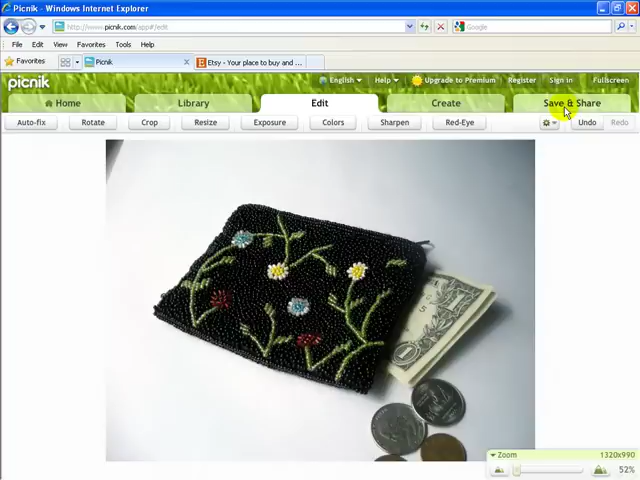 Picnik - Windows Internet Explorer
http://www.picnik.com/app#/edit
Google
File Edit View Favorites Tools Help
Favorites Picnik Etsy - Your place to buy and ...
picnik English Help Upgrade to Premium Register Sign in Fullscreen
Home Library Edit Create Save & Share
Auto-fix Rotate Crop Resize Exposure Colors Sharpen Red-Eye Undo Redo
Zoom 1320x990
52%